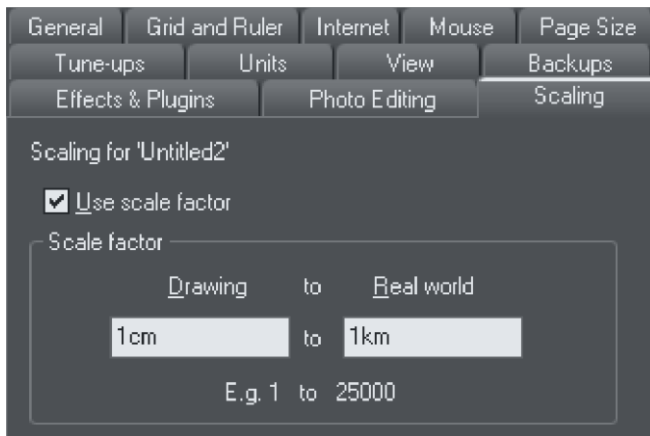 General Grid and Ruler Internet Mouse Page Size
Tune-ups Units View Backups
Effects & Plugins Photo Editing Scaling
Scaling for 'Untitled2'
Use scale factor
Scale factor
Drawing to Real world
1cm to 1km
E.g. 1 to 25000